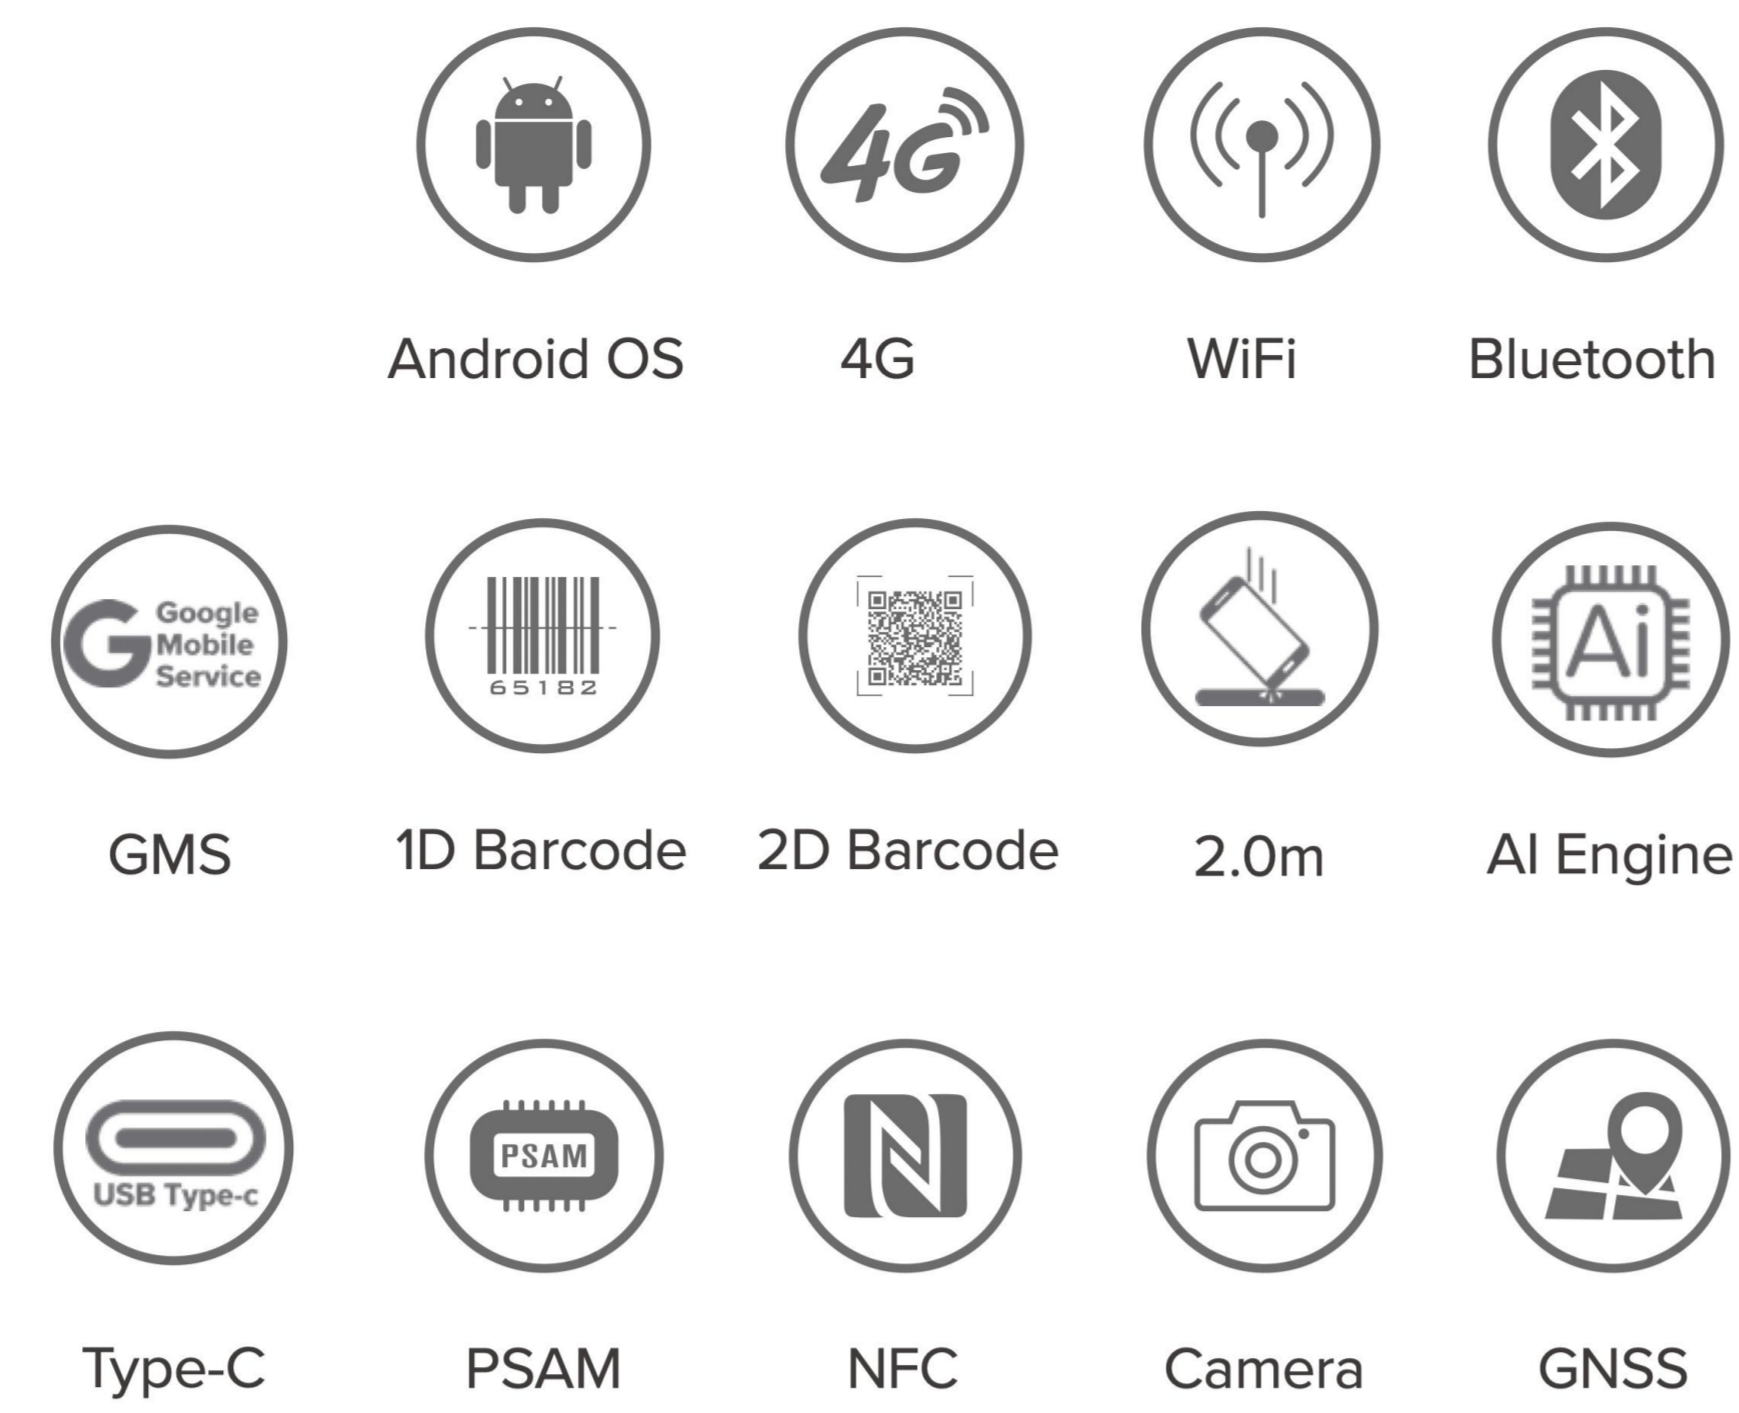 4G
Android OS
4G
WiFi
Bluetooth
Google
Mobile
Service
65182
Ai
GMS
1D Barcode
2D Barcode
2.0m
AI Engine
USB Type-c
PSAM
Type-C
PSAM
NFC
Camera
GNSS